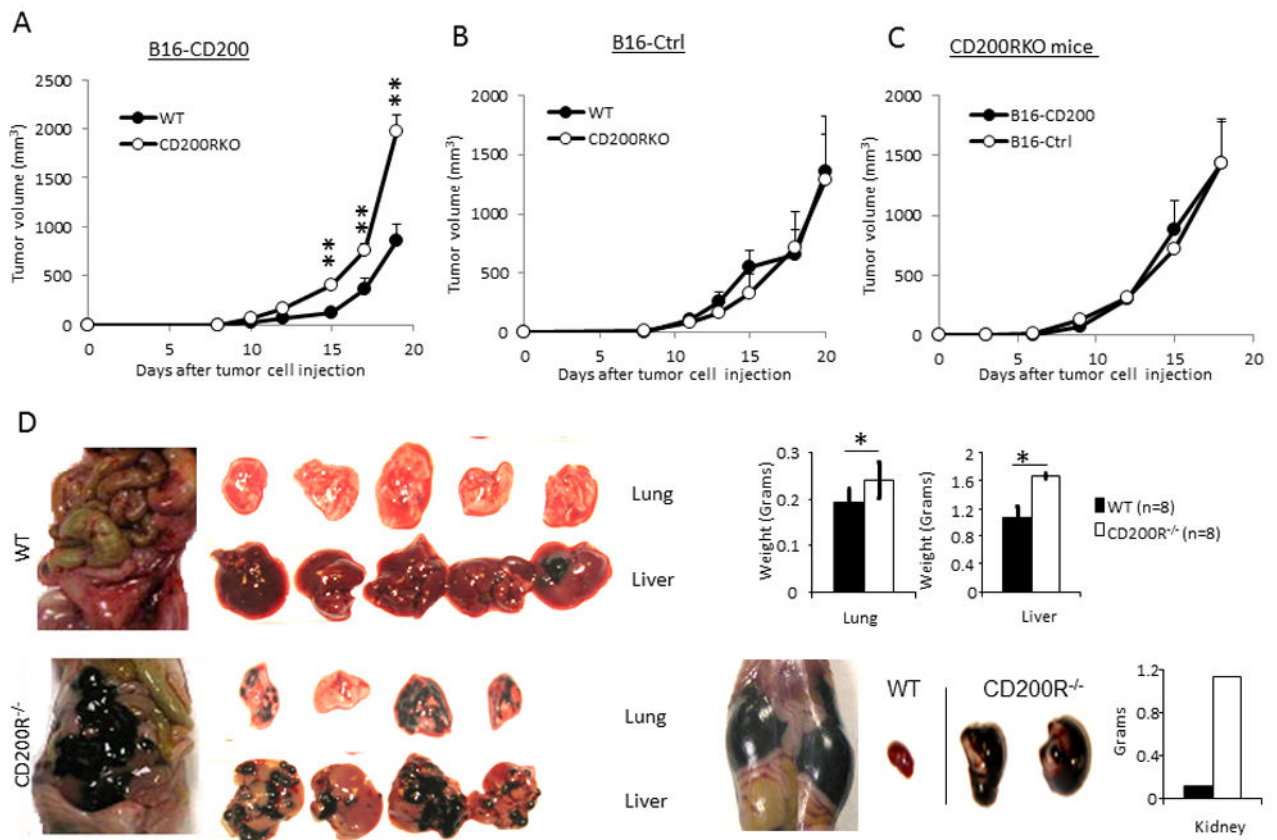 A
B16-CD200
Tumor volume (mm³)
2500
2000
1500
1000
500
0
WT
CD200RKO
**
**
**
0 5 10 15 20
Days after tumor cell injection
B
B16-Ctrl
Tumor volume (mm³)
2000
1500
1000
500
0
WT
CD200RKO
0 5 10 15 20
Days after tumor cell injection
C
CD200RKO mice
Tumor volume (mm³)
2000
1500
1000
500
0
B16-CD200
B16-Ctrl
0 5 10 15 20
Days after tumor cell injection
D
WT
Lung
Liver
Weight (Grams)
0.3
0.2
0.1
0
*
Lung
Weight (Grams)
2
1.6
1.2
0.8
0.4
0
*
Liver
WT (n=8)
CD200R⁻/⁻ (n=8)
CD200R⁻/⁻
Lung
Liver
WT
CD200R⁻/⁻
Grams
1.2
0.8
0.4
0
Kidney